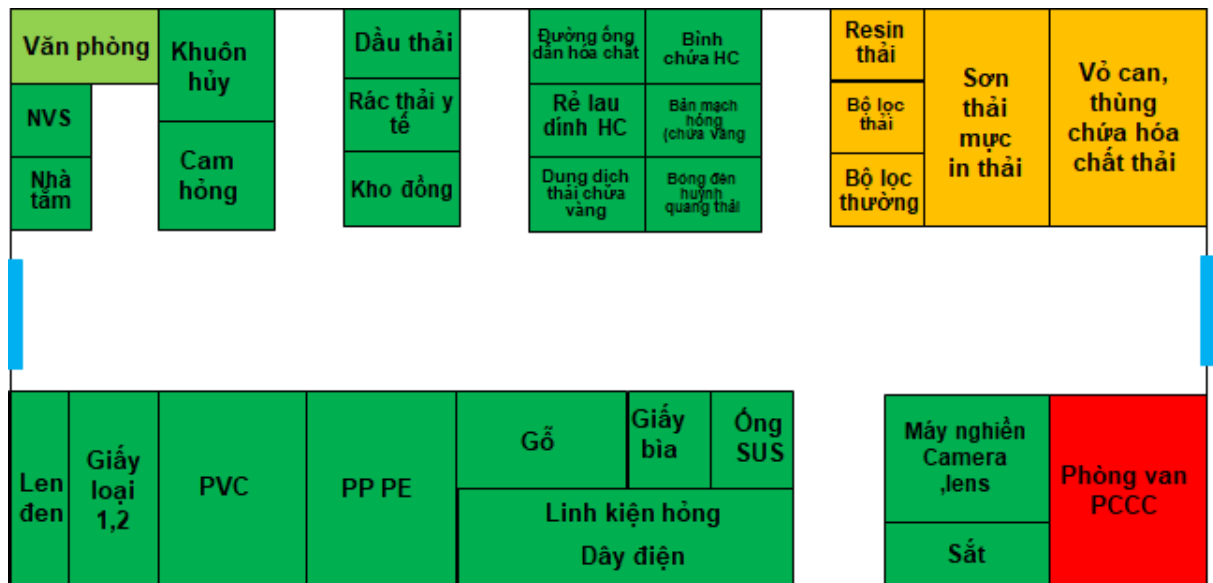 Văn phòng
NVS
Nhà
tắm
Khuôn
hủy
Cam
hỏng
Dầu thải
Rác thải y
tế
Kho đồng
Đường ống
dẫn hóa chất
Rẻ lau
dính HC
Dung dịch
thải chứa
vàng
Bình
chứa HC
Bản mạch
hỏng
(chứa vàng
Bóng đèn
huỳnh
quang thải
Resin
thải
Bộ lọc
thải
Bộ lọc
thường
Sơn
thải
mực
in thải
Vỏ can,
thùng
chứa hóa
chất thải
Len
đen
Giấy
loại
1,2
PVC
PP PE
Gỗ
Giấy
bìa
Ống
SUS
Linh kiện hỏng
Dây điện
Máy nghiền
Camera
,lens
Sắt
Phòng van
PCCC